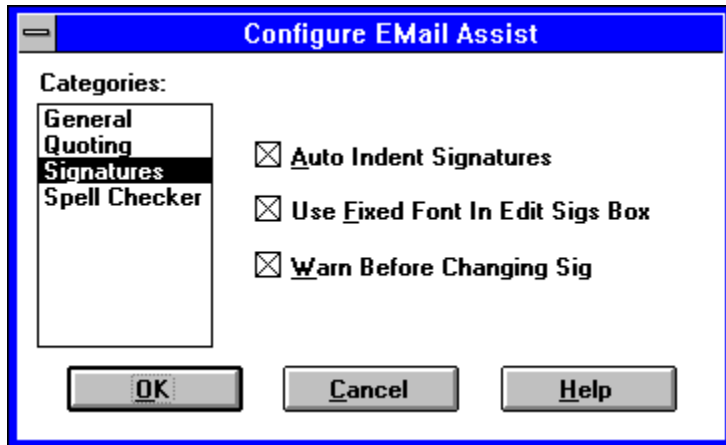 Configure EMail Assist
Categories:
General
Quoting
Signatures
Spell Checker
Auto Indent Signatures
Use Fixed Font In Edit Sigs Box
Warn Before Changing Sig
OK Cancel Help